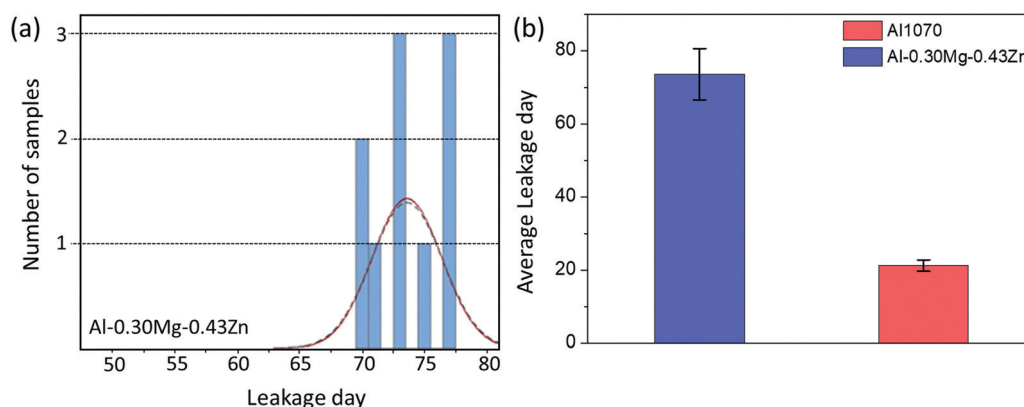 (a)
Number of samples
3
2
1
Al-0.30Mg-0.43Zn
50 55 60 65 70 75 80
Leakage day
(b)
Average Leakage day
80
60
40
20
0
Al1070
Al-0.30Mg-0.43Zn